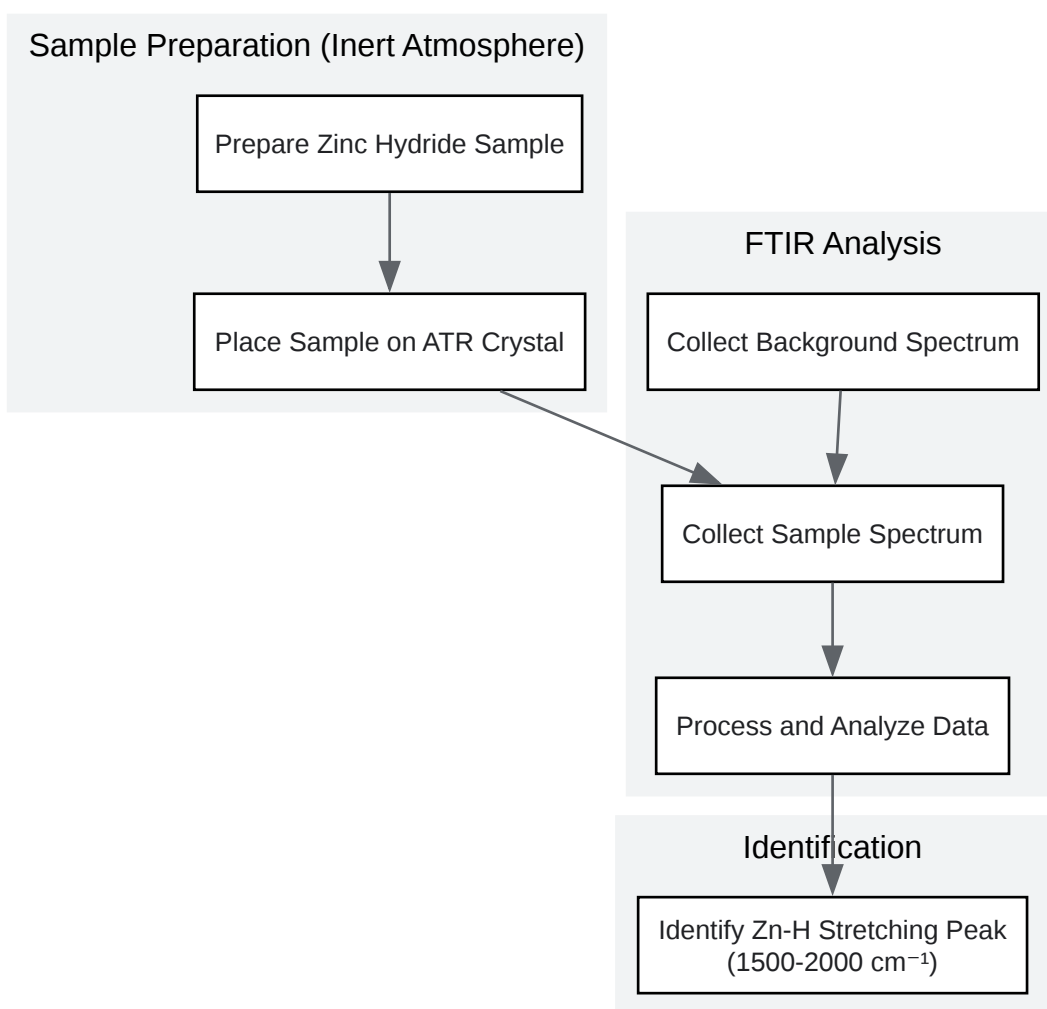 Sample Preparation (Inert Atmosphere)
Prepare Zinc Hydride Sample
Place Sample on ATR Crystal
FTIR Analysis
Collect Background Spectrum
Collect Sample Spectrum
Process and Analyze Data
Identification
Identify Zn-H Stretching Peak
(1500-2000 cm⁻¹)